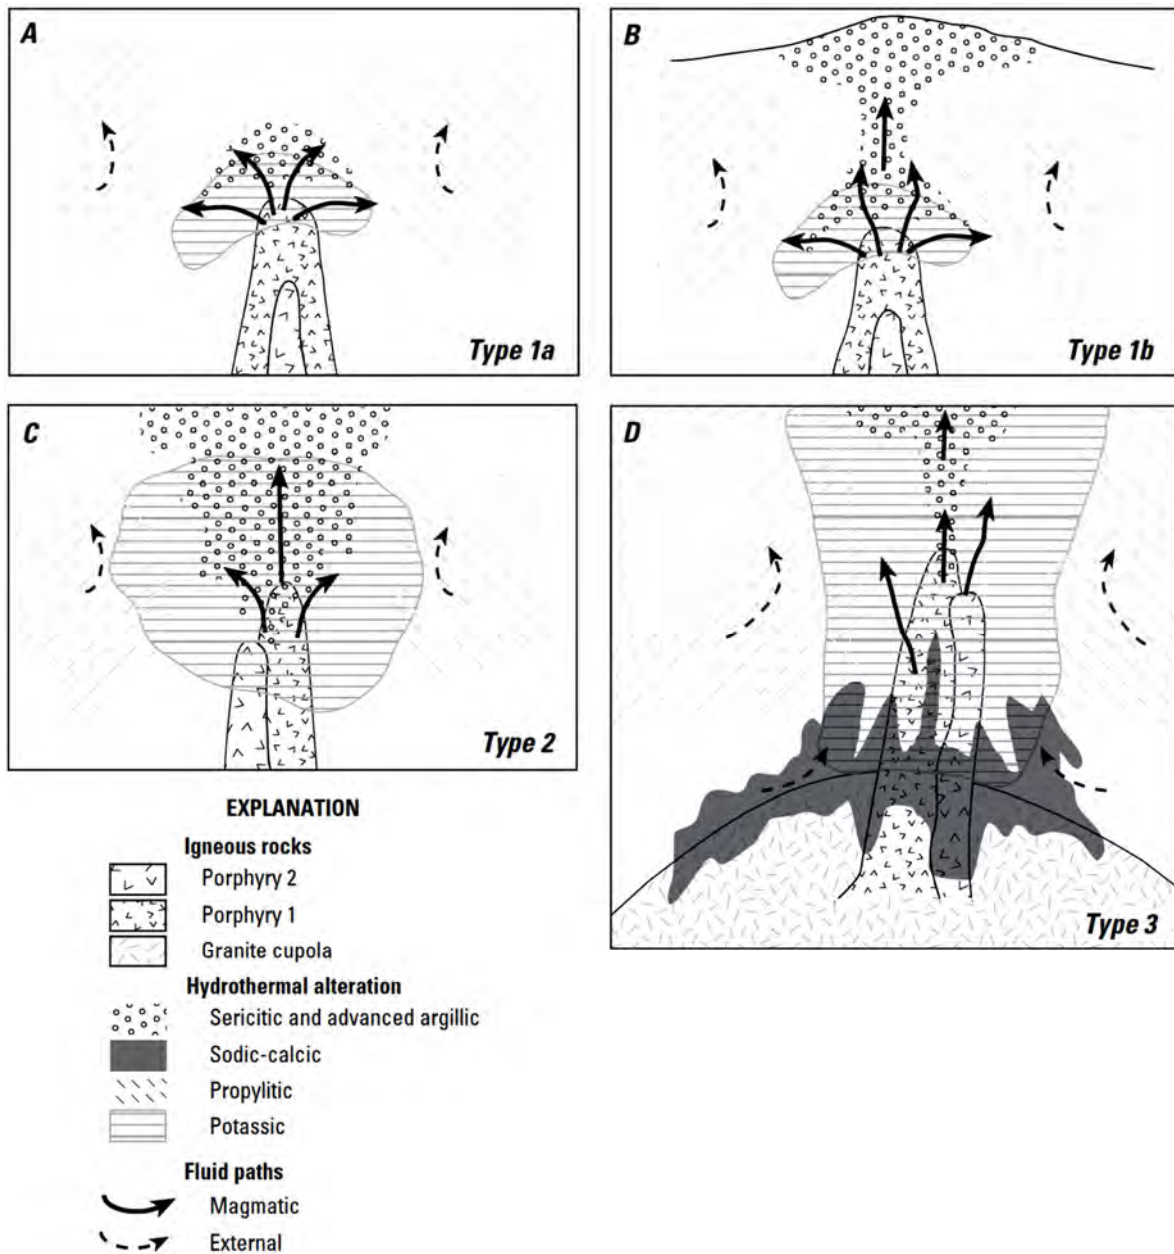 A
Type 1a
B
Type 1b
C
Type 2
D
Type 3
EXPLANATION
Igneous rocks
Porphyry 2
Porphyry 1
Granite cupola
Hydrothermal alteration
Sericitic and advanced argillic
Sodic-calcic
Propylitic
Potassic
Fluid paths
Magmatic
External